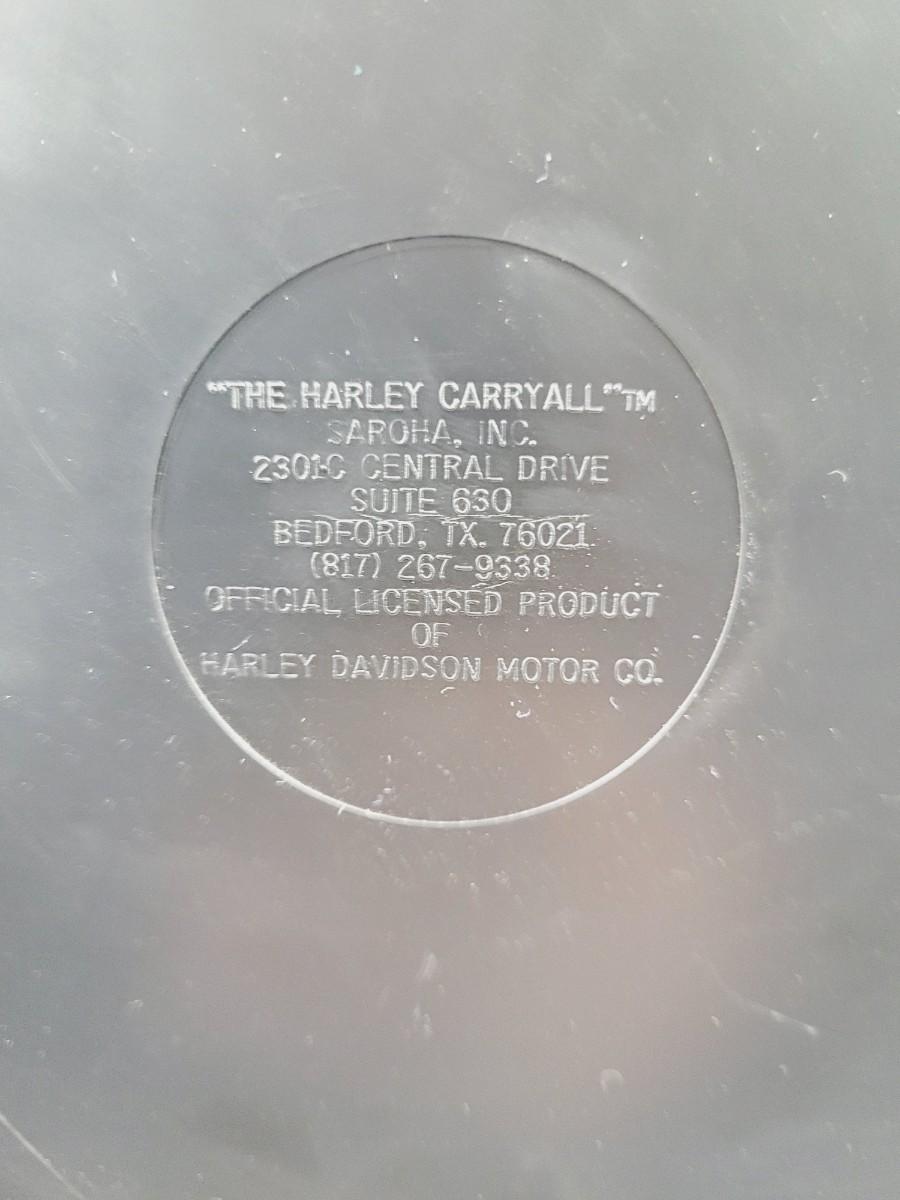 "THE HARLEY CARRYALL"TM
SAROHA, INC.
2301C CENTRAL DRIVE
SUITE 630
BEDFORD, TX. 76021
(817) 267-9338
OFFICIAL LICENSED PRODUCT
OF
HARLEY DAVIDSON MOTOR CO.